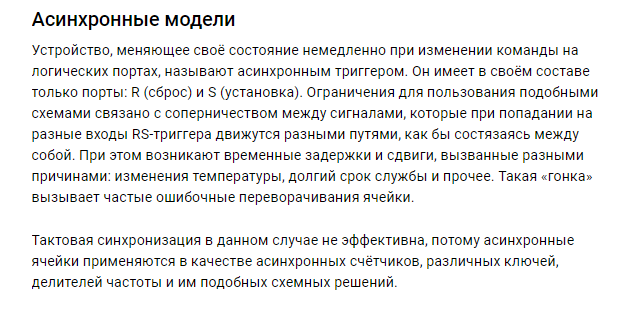 Асинхронные модели
Устройство, меняющее своё состояние немедленно при изменении команды на
логических портах, называют асинхронным триггером. Он имеет в своём составе
только порты: R (сброс) и S (установка). Ограничения для пользования подобными
схемами связано с соперничеством между сигналами, которые при попадании на
разные входы RS-триггера движутся разными путями, как бы состязаясь между
собой. При этом возникают временные задержки и сдвиги, вызванные разными
причинами: изменения температуры, долгий срок службы и прочее. Такая «гонка»
вызывает частые ошибочные переворачивания ячейки.
Тактовая синхронизация в данном случае не эффективна, потому асинхронные
ячейки применяются в качестве асинхронных счётчиков, различных ключей,
делителей частоты и им подобных схемных решений.